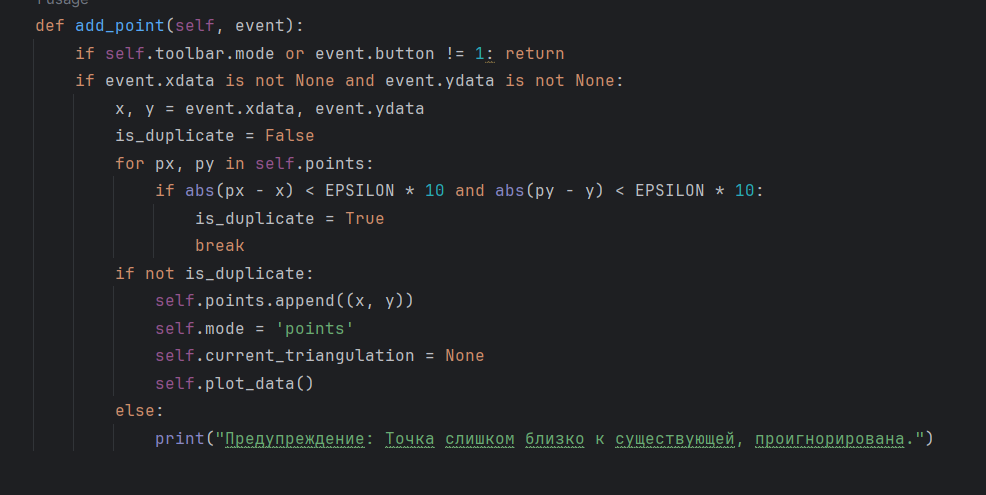 1 usage
def add_point(self, event):
    if self.toolbar.mode or event.button != 1: return
    if event.xdata is not None and event.ydata is not None:
        x, y = event.xdata, event.ydata
        is_duplicate = False
        for px, py in self.points:
            if abs(px - x) < EPSILON * 10 and abs(py - y) < EPSILON * 10:
                is_duplicate = True
                break
        if not is_duplicate:
            self.points.append((x, y))
            self.mode = 'points'
            self.current_triangulation = None
            self.plot_data()
        else:
            print("Предупреждение: Точка слишком близко к существующей, проигнорирована.")